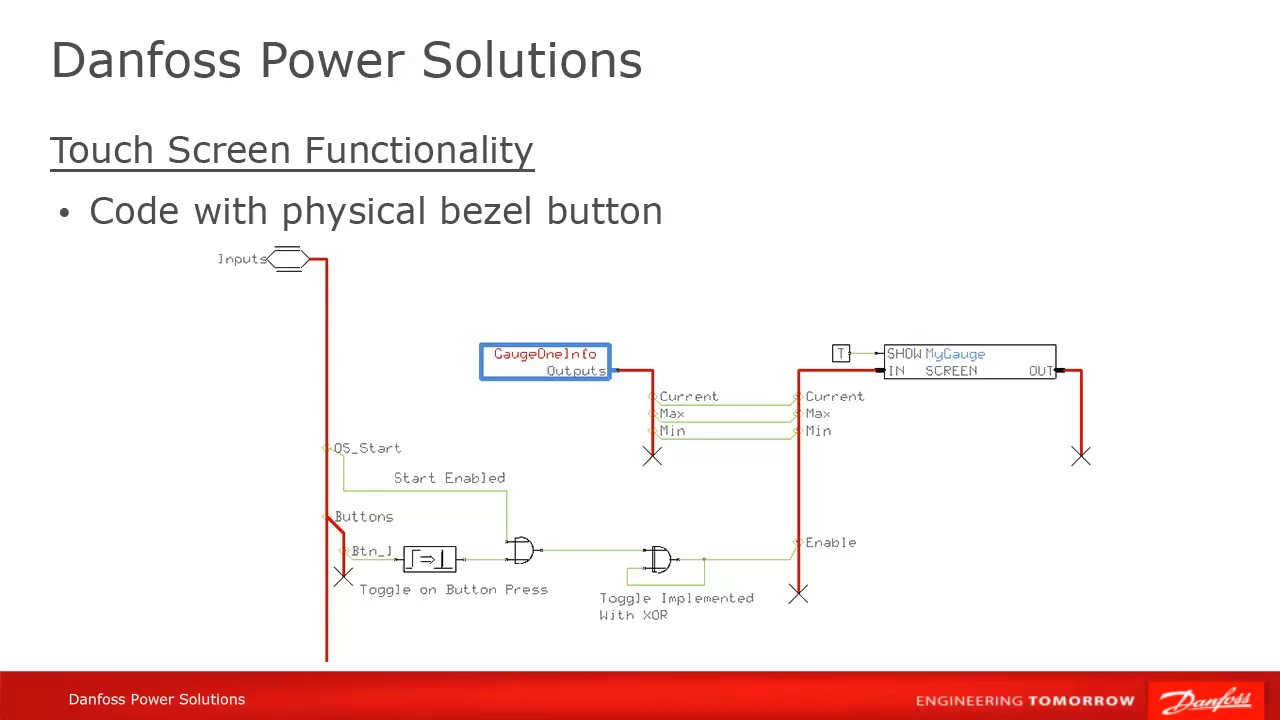 Danfoss Power Solutions
Touch Screen Functionality
• Code with physical bezel button
Inputs
GaugeOneInfo
Outputs
T
SHOW MyGauge
IN SCREEN OUT
Current
Max
Min
Current
Max
Min
OS_Start
Start Enabled
Buttons
Btn_1
Toggle on Button Press
Toggle Implemented
With XOR
Enable
Danfoss Power Solutions
ENGINEERING TOMORROW
Danfoss